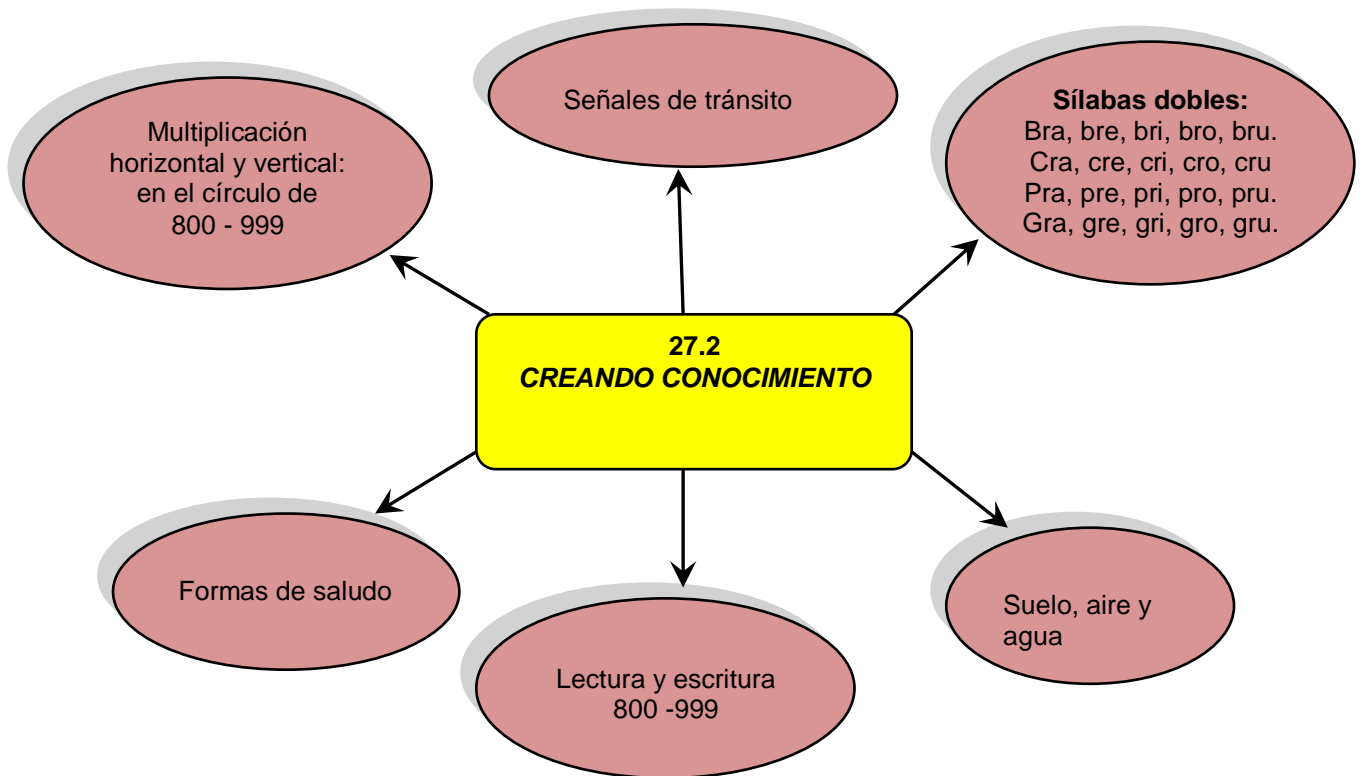 Señales de tránsito
Multiplicación
horizontal y vertical:
en el círculo de
800 - 999
Sílabas dobles:
Bra, bre, bri, bro, bru.
Cra, cre, cri, cro, cru
Pra, pre, pri, pro, pru.
Gra, gre, gri, gro, gru.
27.2
CREANDO CONOCIMIENTO
Formas de saludo
Lectura y escritura
800 -999
Suelo, aire y
agua